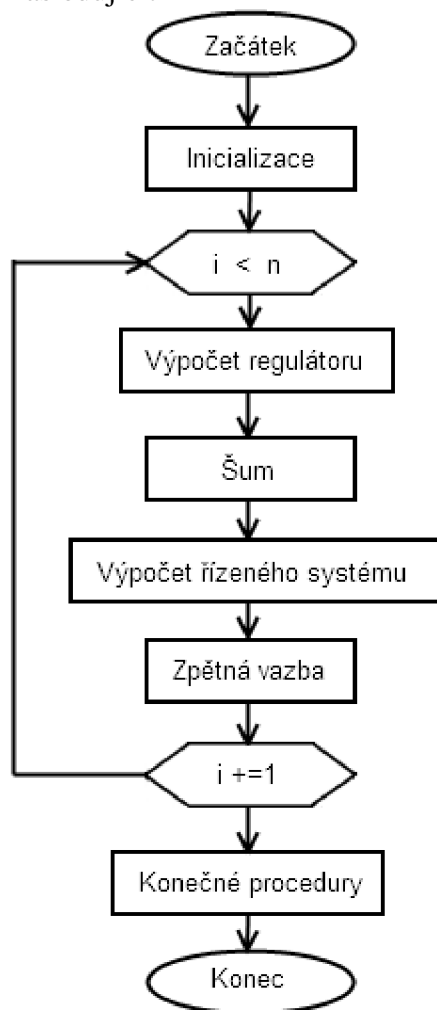 Začátek
Inicializace
i < n
Výpočet regulátoru
Šum
Výpočet řízeného systému
Zpětná vazba
i +=1
Konečné procedury
Konec